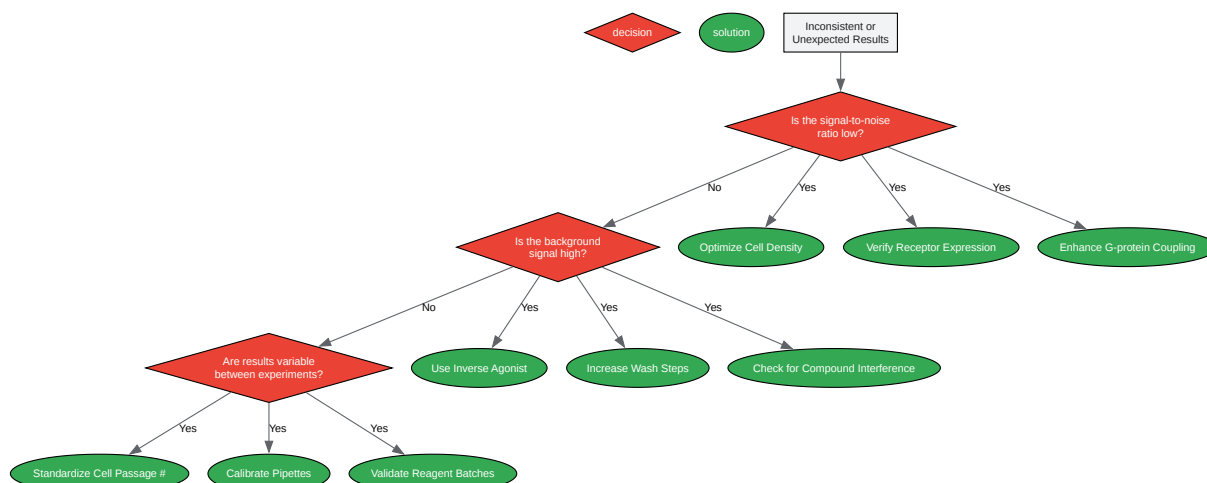 decision
solution
Inconsistent or
Unexpected Results
Is the signal-to-noise
ratio low?
No
Yes
Yes
Yes
Is the background
signal high?
Optimize Cell Density
Verify Receptor Expression
Enhance G-protein Coupling
No
Yes
Yes
Yes
Are results variable
between experiments?
Use Inverse Agonist
Increase Wash Steps
Check for Compound Interference
Yes
Yes
Yes
Standardize Cell Passage #
Calibrate Pipettes
Validate Reagent Batches